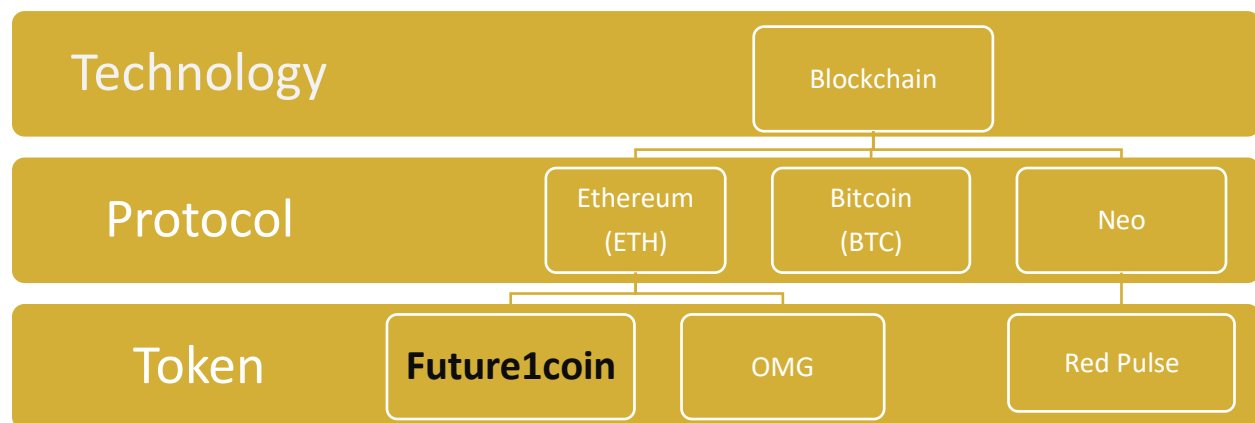 Technology
Blockchain
Protocol
Ethereum
(ETH)
Bitcoin
(BTC)
Neo
Token
Future1coin
OMG
Red Pulse